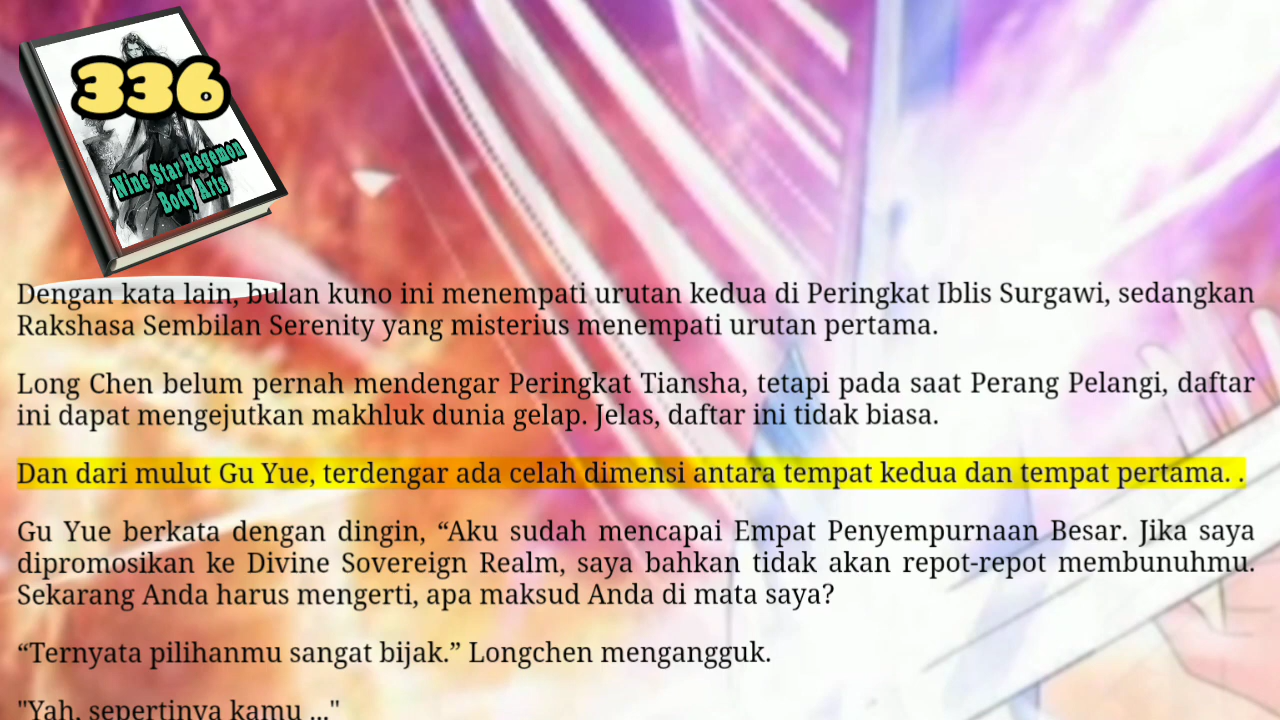 336
Nine Star Hegemon
Body Arts
Dengan kata lain, bulan kuno ini menempati urutan kedua di Peringkat Iblis Surgawi, sedangkan
Rakshasa Sembilan Serenity yang misterius menempati urutan pertama.
Long Chen belum pernah mendengar Peringkat Tiansha, tetapi pada saat Perang Pelangi, daftar
ini dapat mengejutkan makhluk dunia gelap. Jelas, daftar ini tidak biasa.
Dan dari mulut Gu Yue, terdengar ada celah dimensi antara tempat kedua dan tempat pertama. .
Gu Yue berkata dengan dingin, “Aku sudah mencapai Empat Penyempurnaan Besar. Jika saya
dipromosikan ke Divine Sovereign Realm, saya bahkan tidak akan repot-repot membunuhmu.
Sekarang Anda harus mengerti, apa maksud Anda di mata saya?
“Ternyata pilihanmu sangat bijak.” Longchen mengangguk.
"Yah, sepertinya kamu ..."